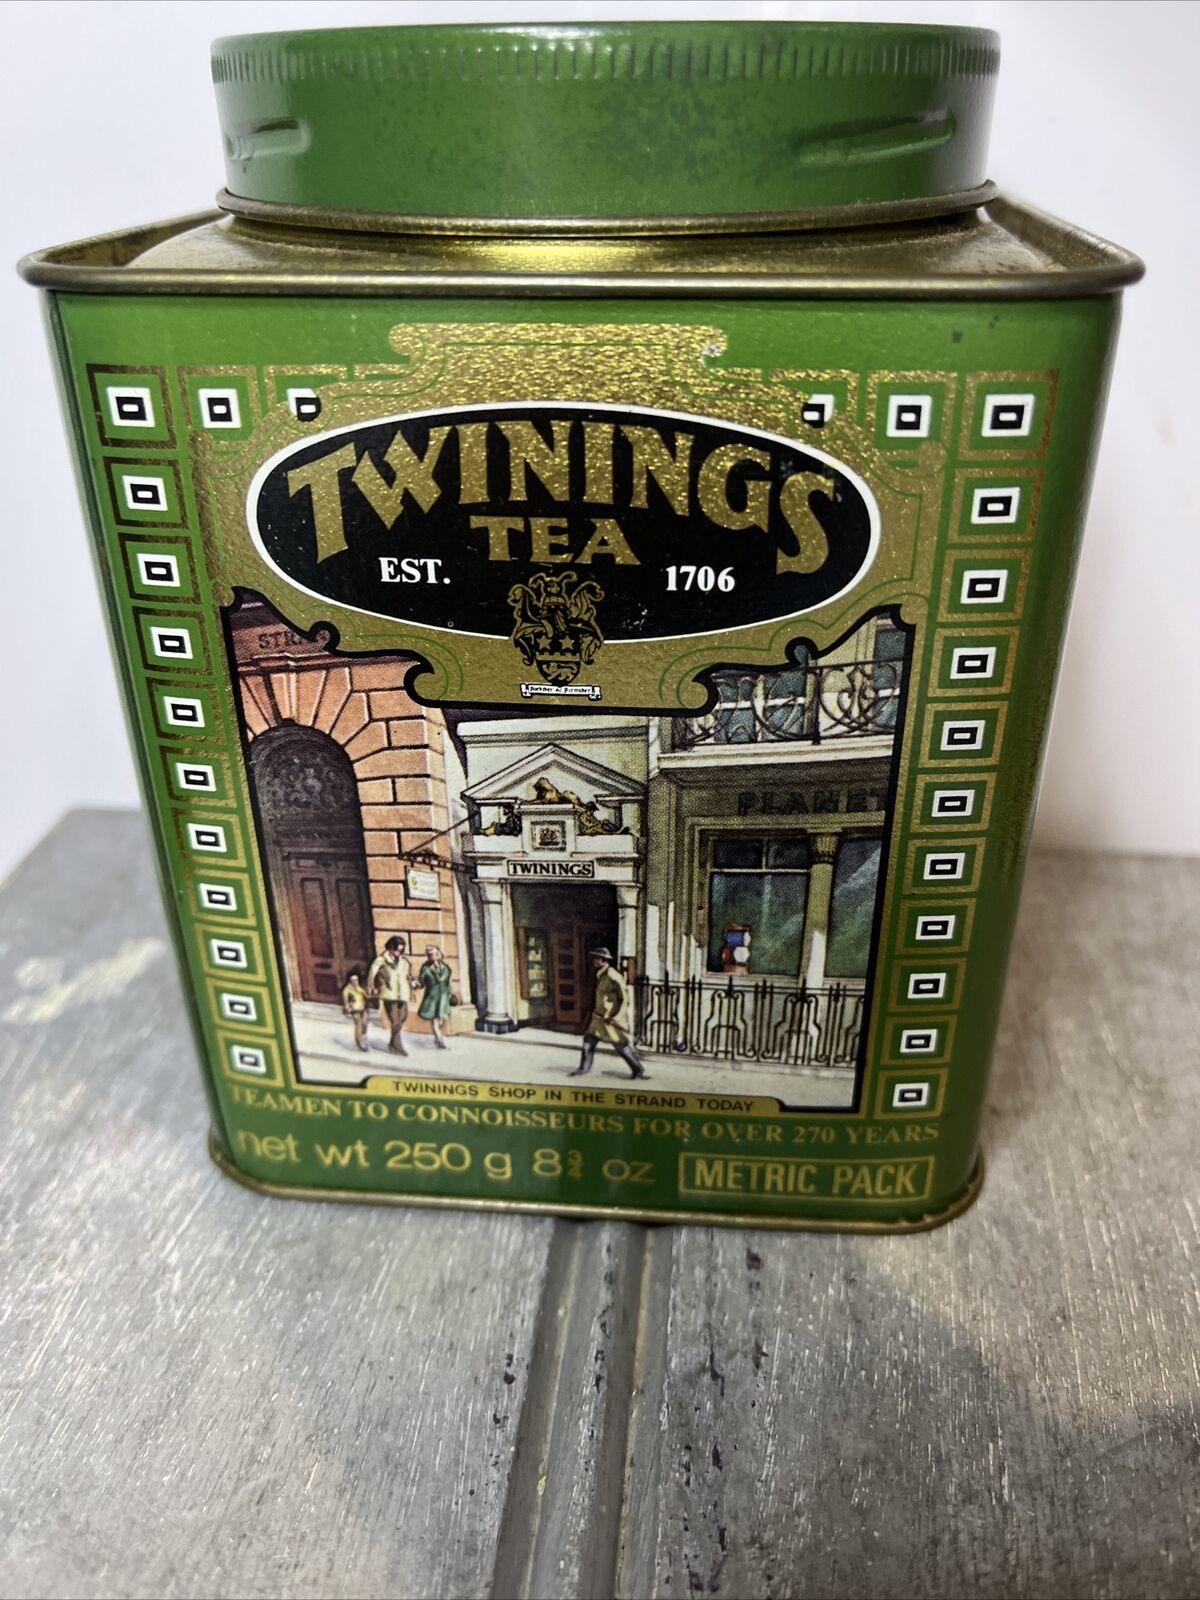 TWININGS
TEA
EST. 1706
PLANET
TWININGS
TWININGS SHOP IN THE STRAND TODAY
TEAMEN TO CONNOISSEURS FOR OVER 270 YEARS
net wt 250 g 8¾ oz METRIC PACK